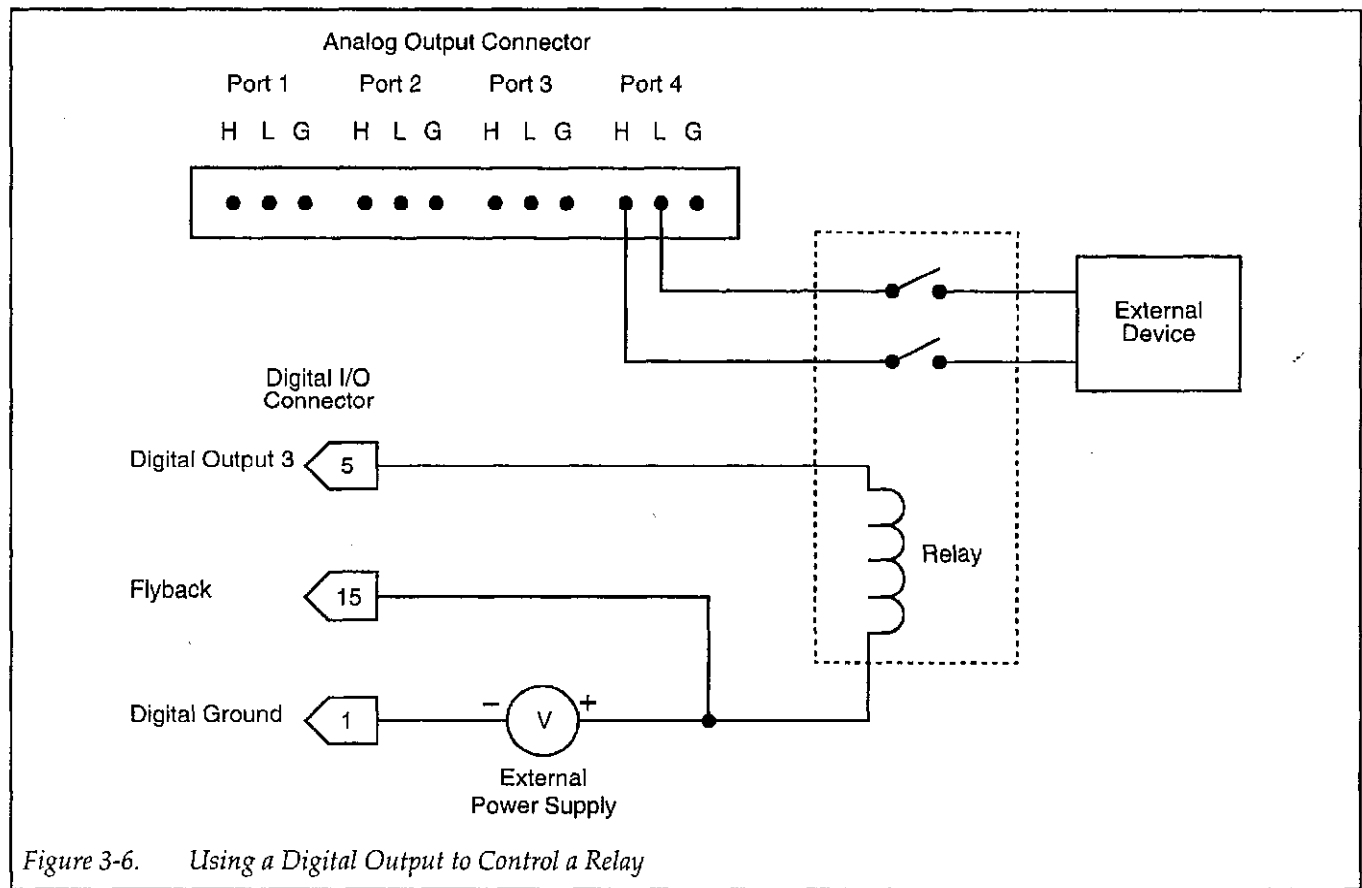 Analog Output Connector
Port 1 Port 2 Port 3 Port 4
H L G H L G H L G H L G
External
Device
Digital I/O
Connector
Digital Output 3 5
Relay
Flyback 15
Digital Ground 1 - V +
External
Power Supply
Figure 3-6. Using a Digital Output to Control a Relay